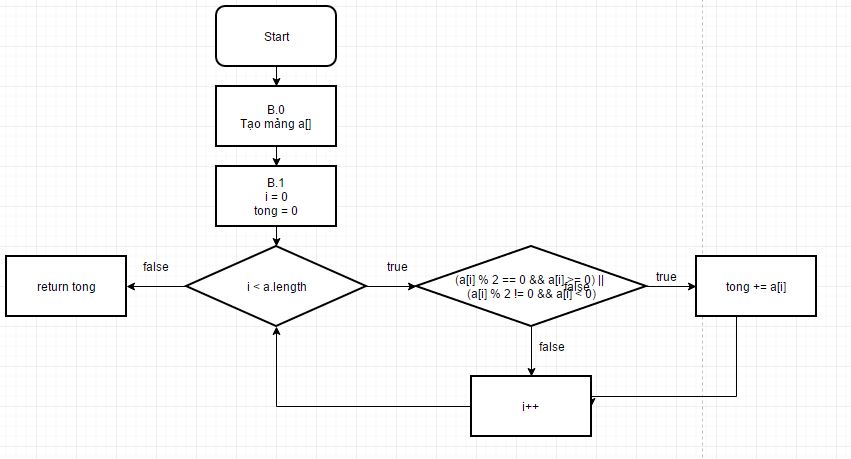 Start
B.0
Tạo mảng a[]
B.1
i = 0
tong = 0
false
true
return tong
i < a.length
(a[i] % 2 == 0 && a[i] >= 0) ||
(a[i] % 2 != 0 && a[i] < 0)
false
true
tong += a[i]
false
i++